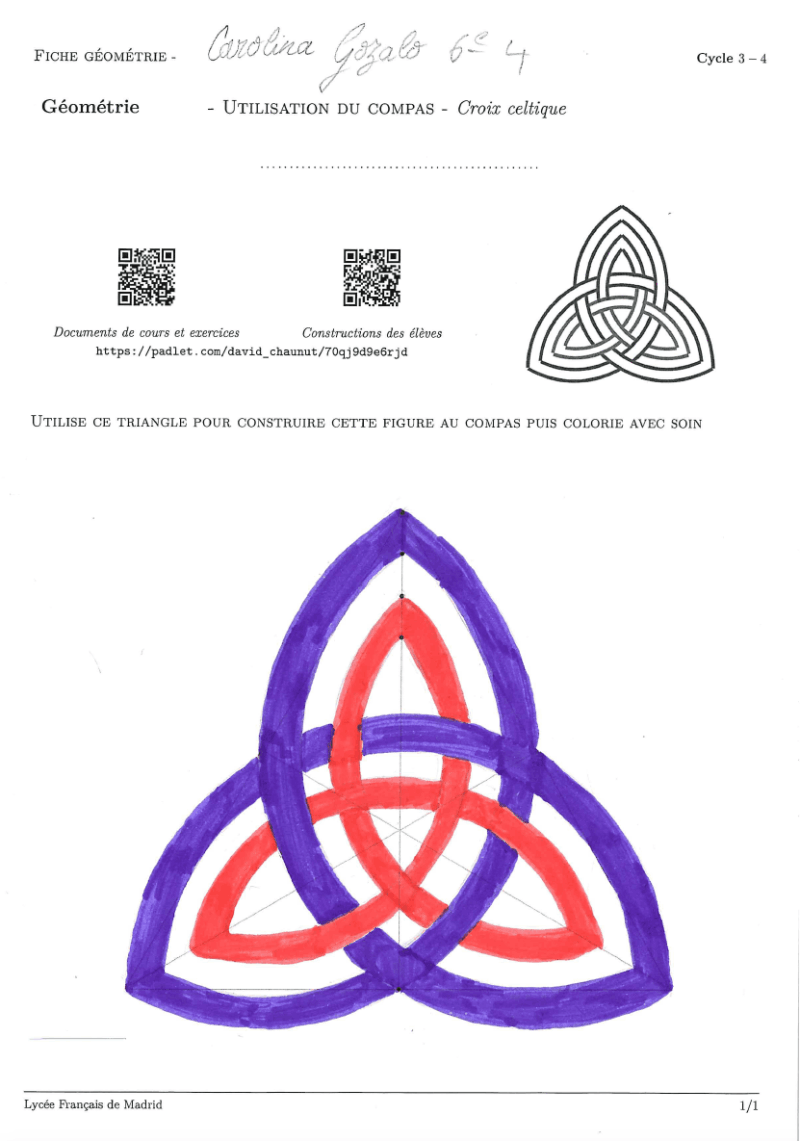 FICHE GÉOMÉTRIE - Carolina Gozalo 6e 4 Cycle 3 – 4
Géométrie - UTILISATION DU COMPAS - Croix celtique
Documents de cours et exercices Constructions des élèves
https://padlet.com/david_chaunut/70qj9d9e6rjd
UTILISE CE TRIANGLE POUR CONSTRUIRE CETTE FIGURE AU COMPAS PUIS COLORIE AVEC SOIN
Lycée Français de Madrid 1/1